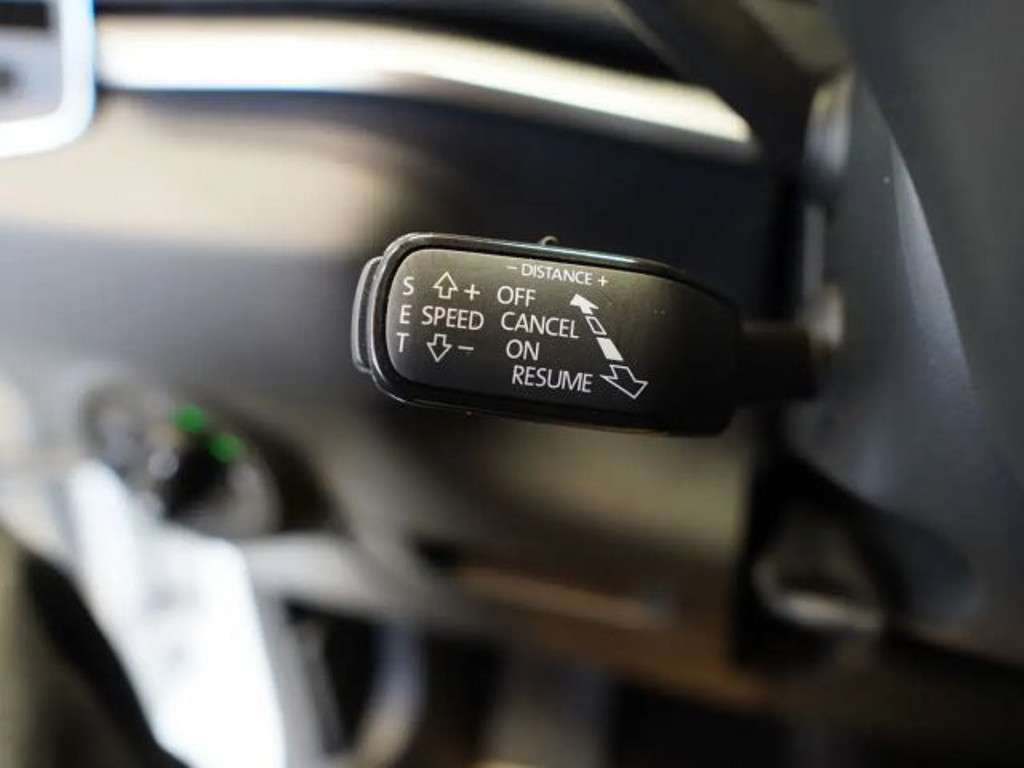 - DISTANCE +
S + OFF
E SPEED CANCEL
T - ON
RESUME